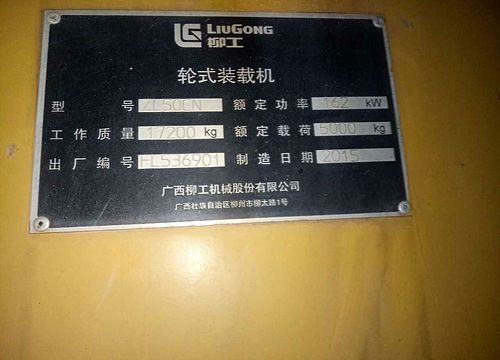 LG LIUGONG
柳工
轮式装载机
型 号 ZL50CN 额定功率 162 kW
工作质量 17200 kg 额定载荷 5000 kg
出厂编号 FL536901 制造日期 2015
广西柳工机械股份有限公司
广西壮族自治区柳州市柳太路1号